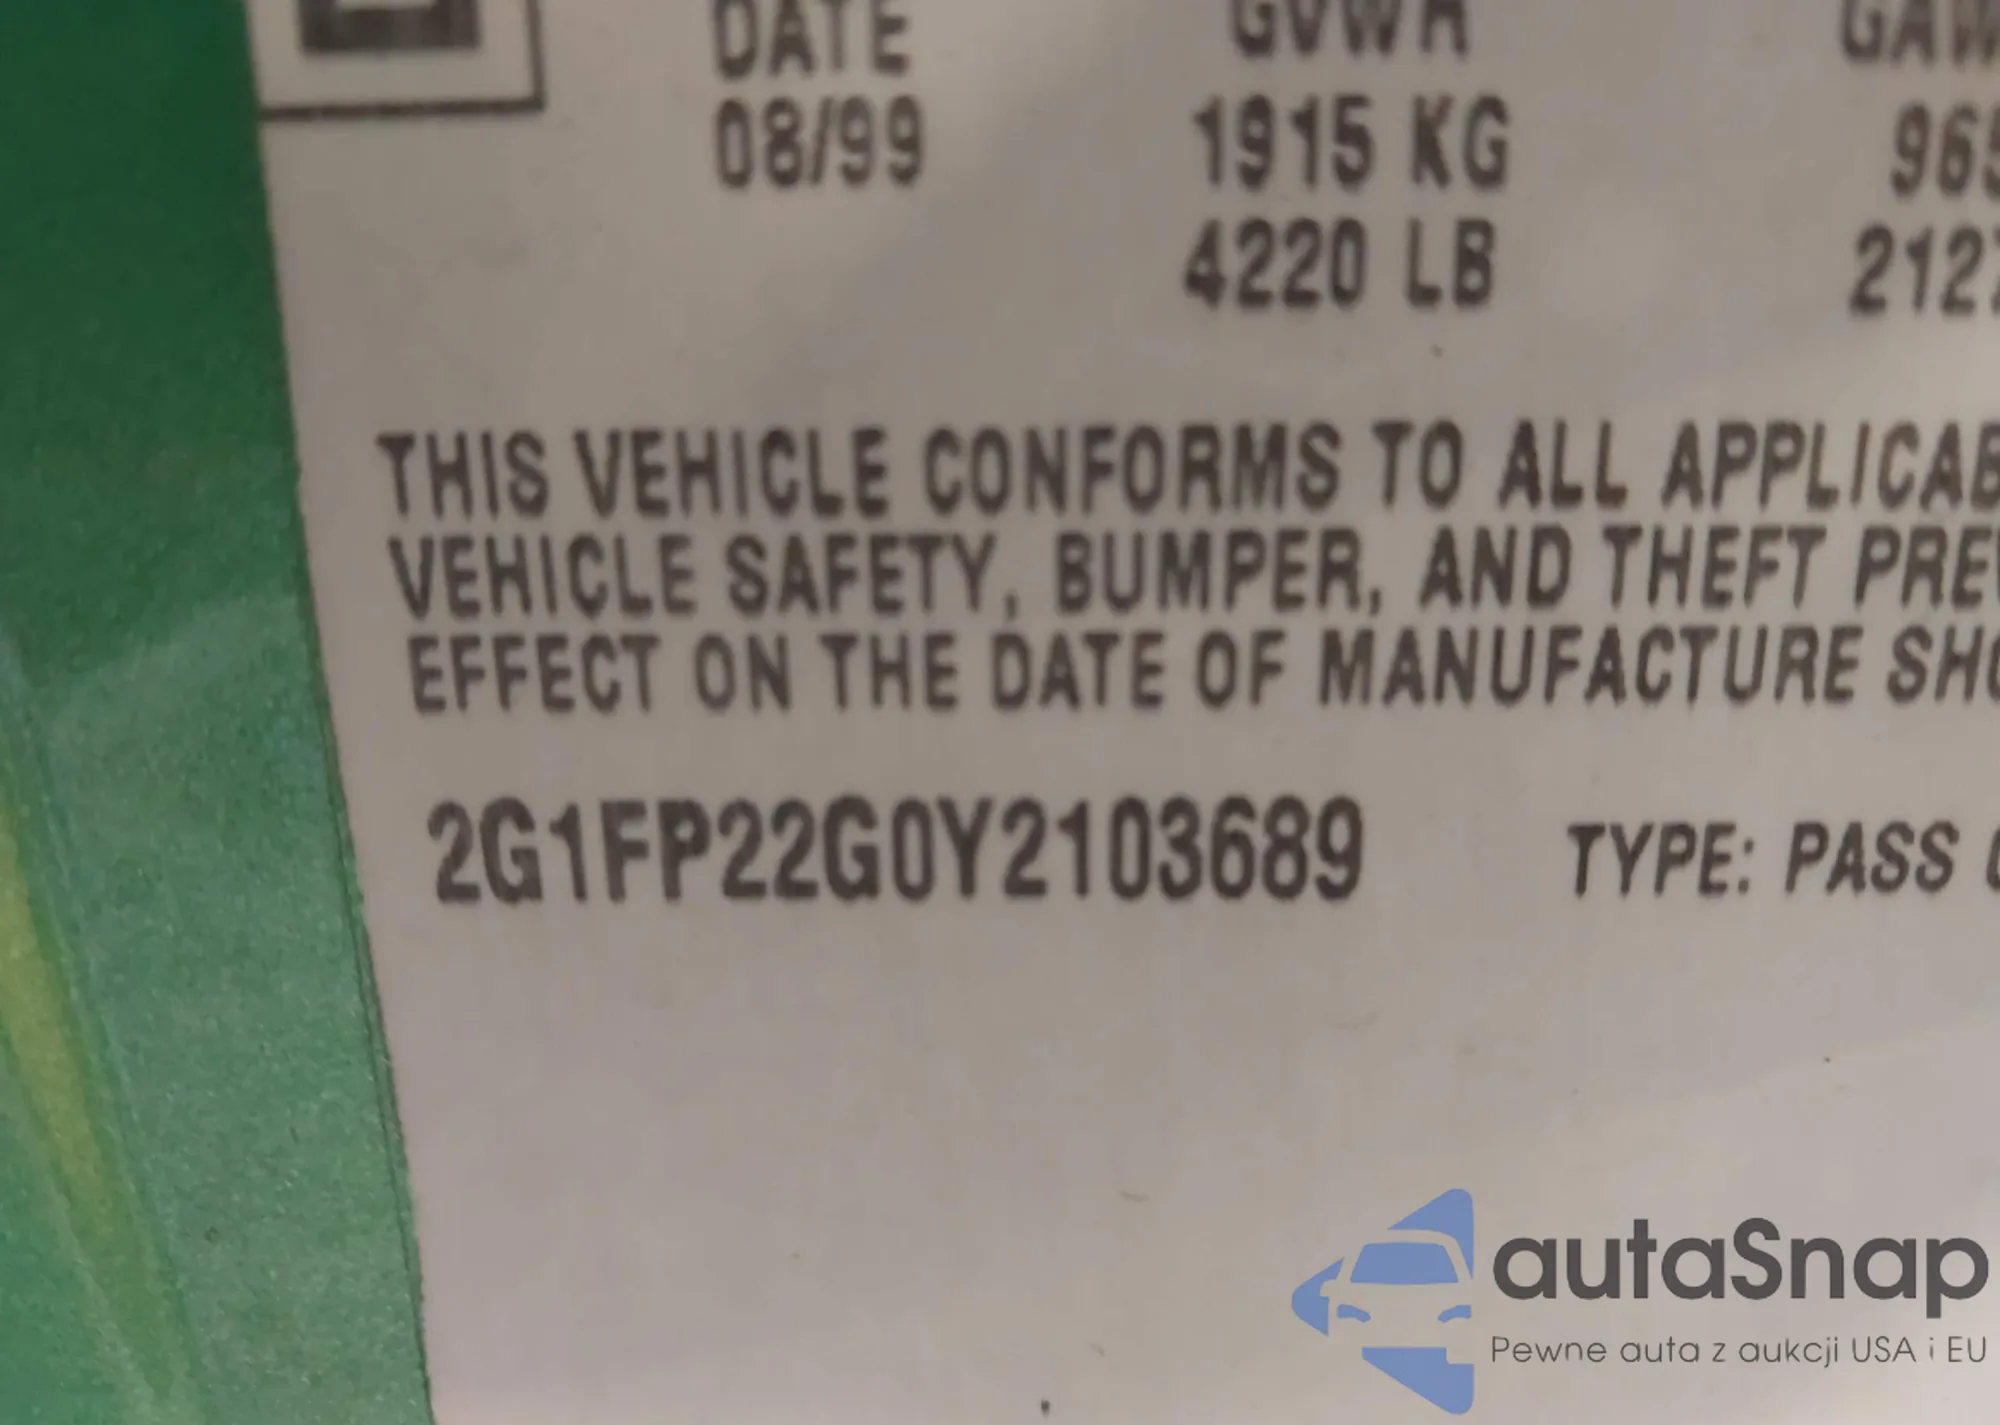 DATE GVWR
08/99 1915 KG
4220 LB
THIS VEHICLE CONFORMS TO ALL
VEHICLE SAFETY, BUMPER, AND THEFT
EFFECT ON THE DATE OF MANUFACTURE
2G1FP22G0Y2103689 TYPE: PASS
autaSnap
Pewne auta z aukcji USA i EU